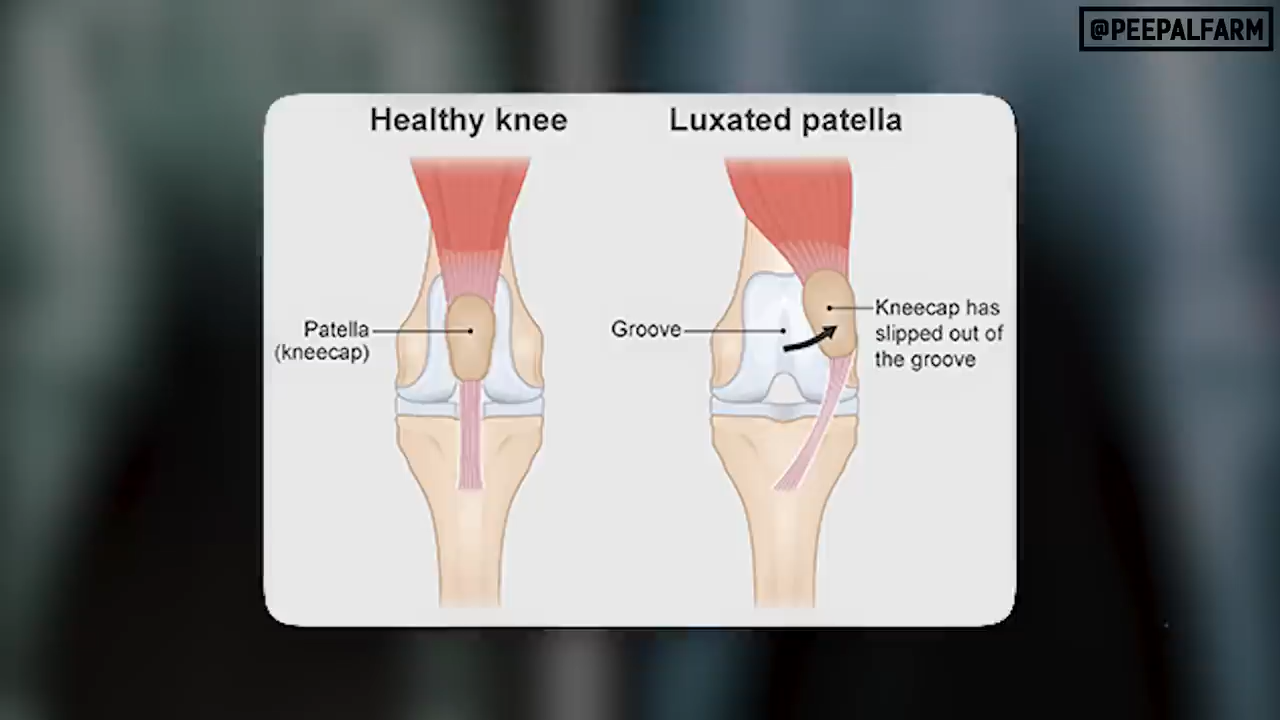 @PEEPALFARM
Healthy knee
Luxated patella
Patella
(kneecap)
Groove
Kneecap has
slipped out of
the groove